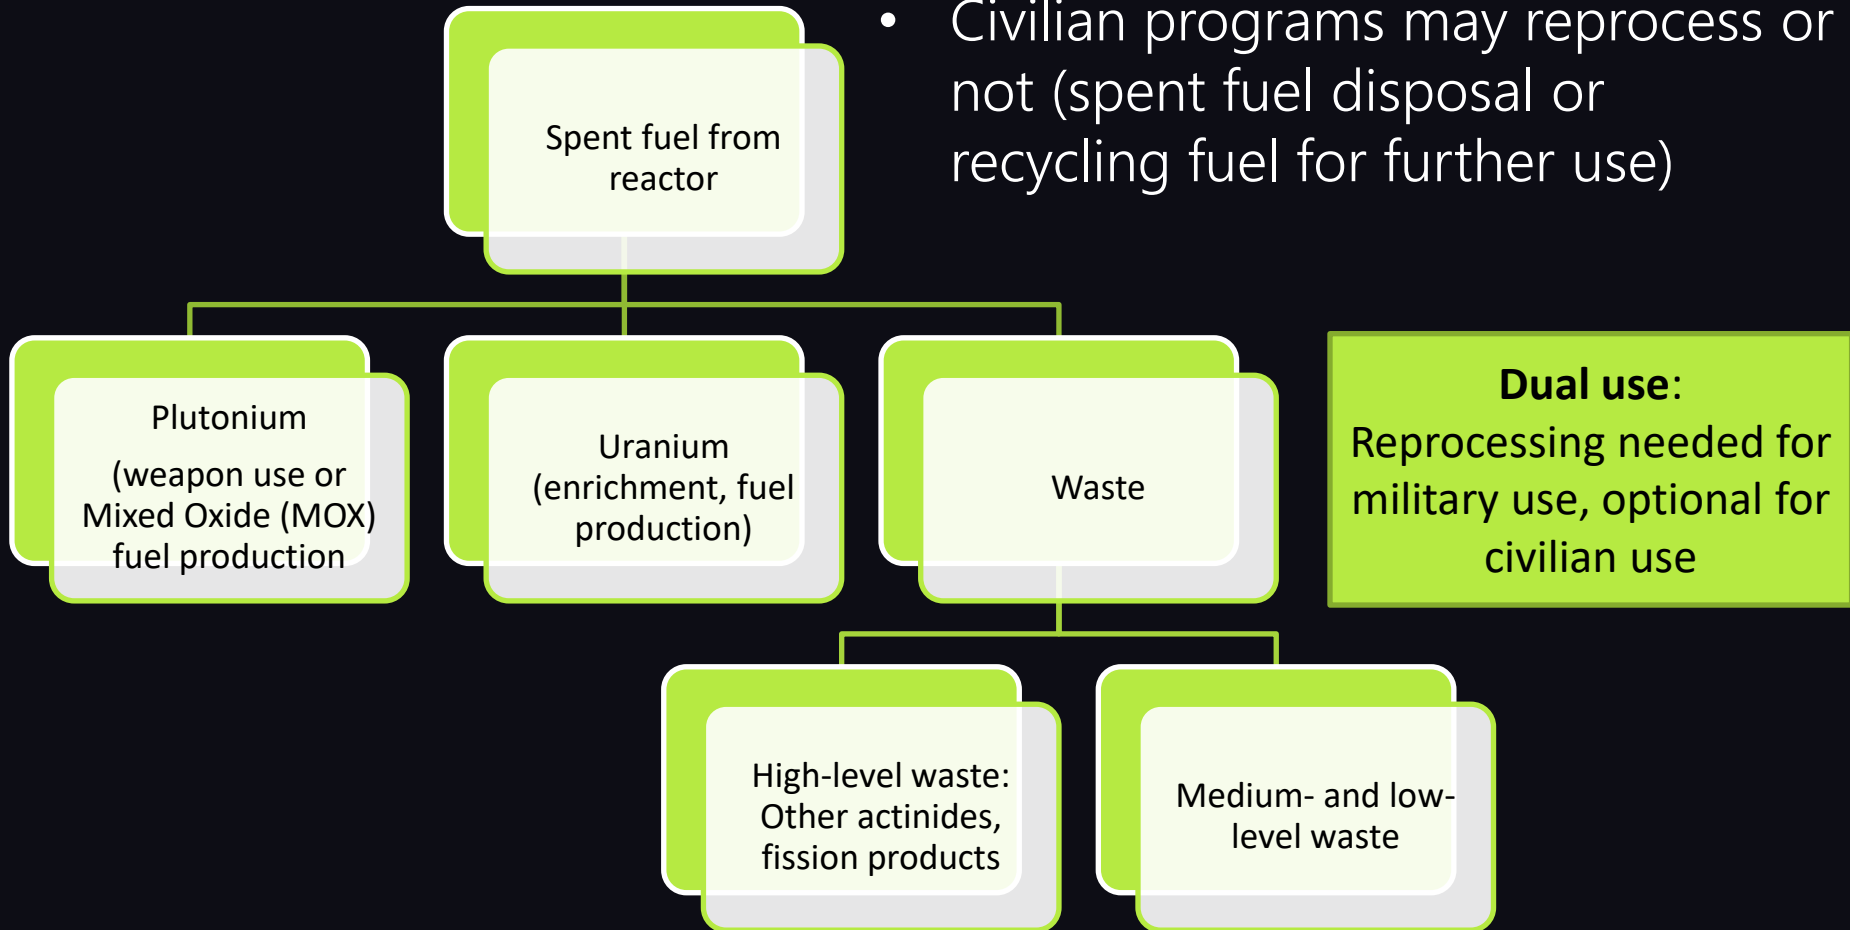 • Civilian programs may reprocess or
not (spent fuel disposal or
recycling fuel for further use)
Spent fuel from
reactor
Plutonium
(weapon use or
Mixed Oxide (MOX)
fuel production
Uranium
(enrichment, fuel
production)
Waste
Dual use:
Reprocessing needed for
military use, optional for
civilian use
High-level waste:
Other actinides,
fission products
Medium- and low-
level waste